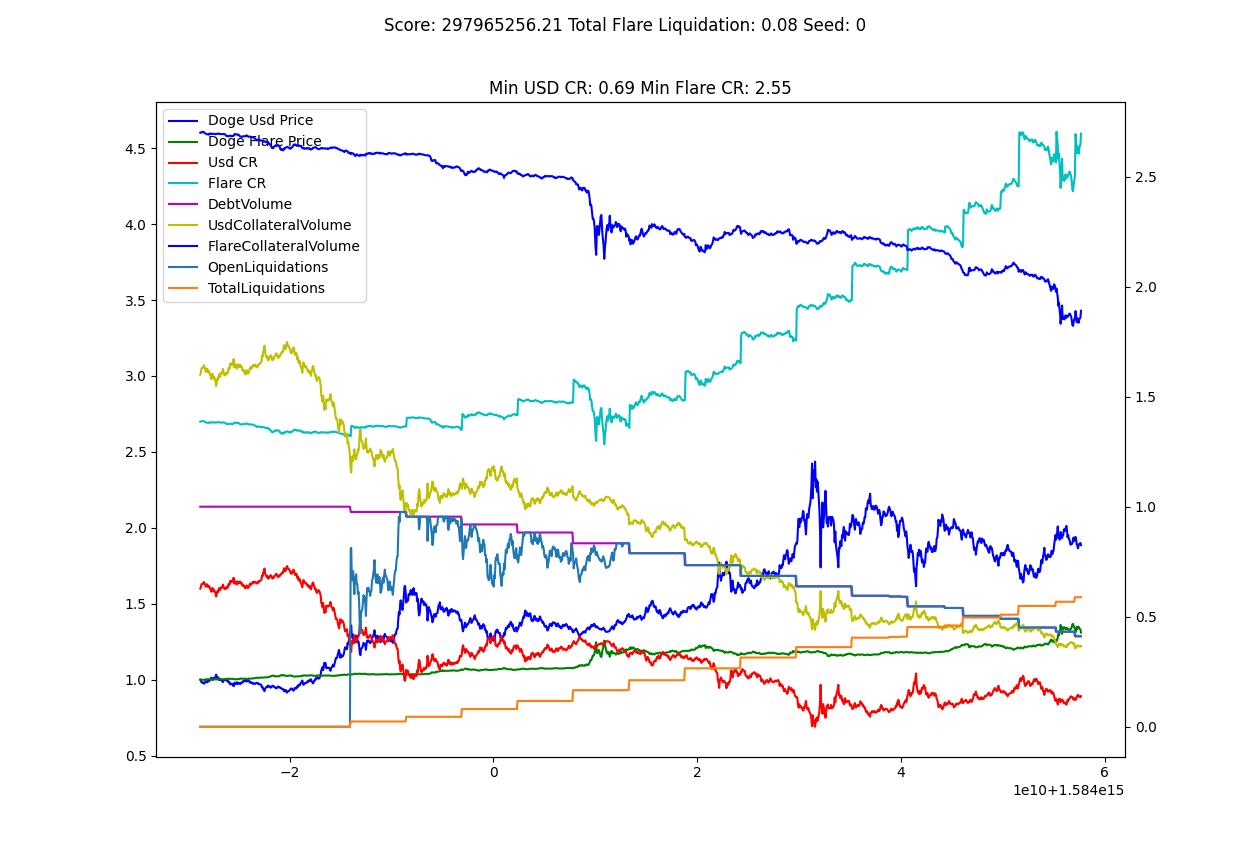 Score: 297965256.21 Total Flare Liquidation: 0.08 Seed: 0
Min USD CR: 0.69 Min Flare CR: 2.55
Doge Usd Price
Doge Flare Price
Usd CR
Flare CR
DebtVolume
UsdCollateralVolume
FlareCollateralVolume
OpenLiquidations
TotalLiquidations
4.5
4.0
3.5
3.0
2.5
2.0
1.5
1.0
0.5
2.5
2.0
1.5
1.0
0.5
0.0
−2
0
2
4
6
1e10+1.584e15